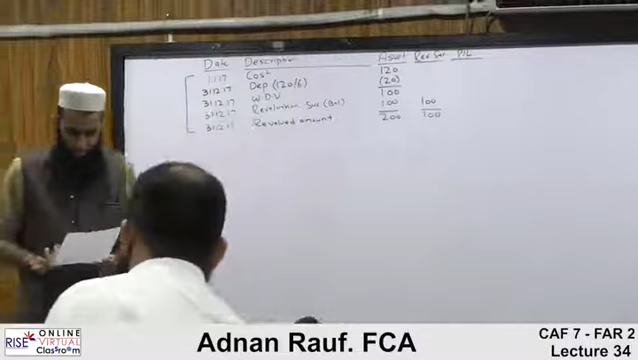 Date Description Asset Rev Sur P/L
1 1 17 Cost 120
31 12 17 Dep (120/6) (20)
31 12 17 W.D.V 100
31 12 17 Revaluation Sur. (Bal) 100 100
31 12 17 Revalued amount 200 100
RISE ONLINE VIRTUAL Classroom
Adnan Rauf. FCA
CAF 7 - FAR 2
Lecture 34